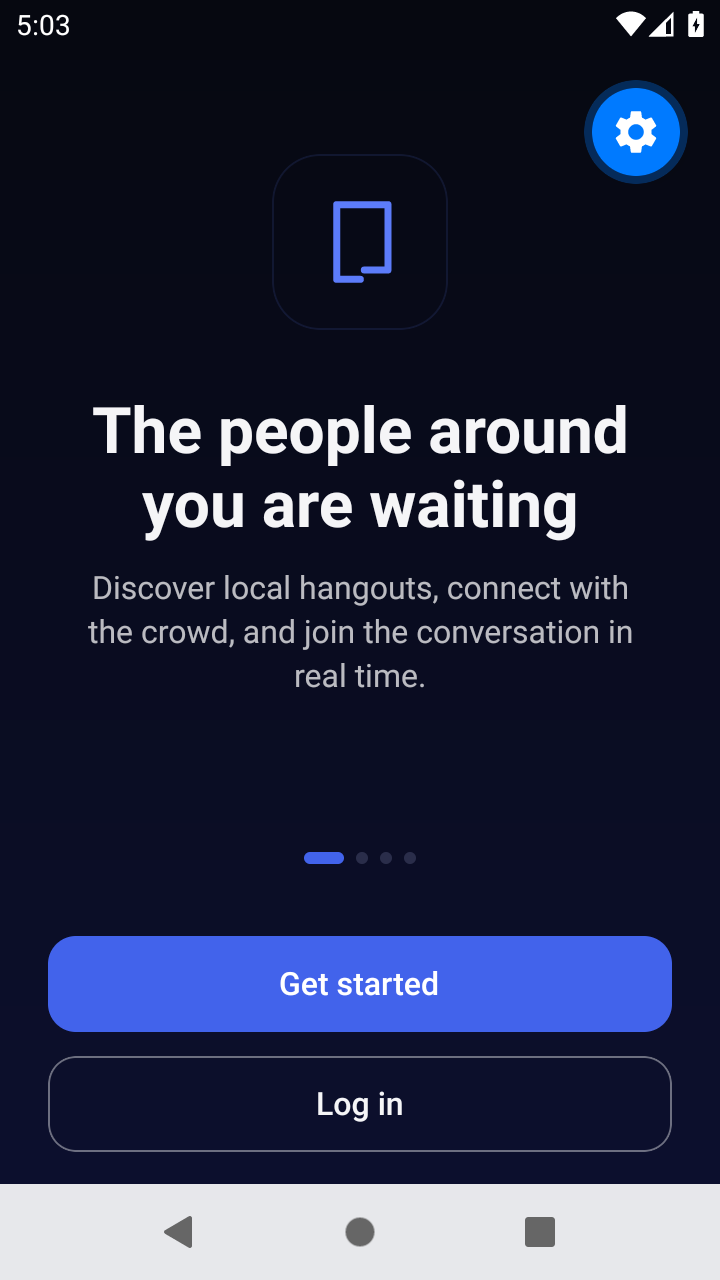 5:03
The people around
you are waiting
Discover local hangouts, connect with
the crowd, and join the conversation in
real time.
Get started
Log in